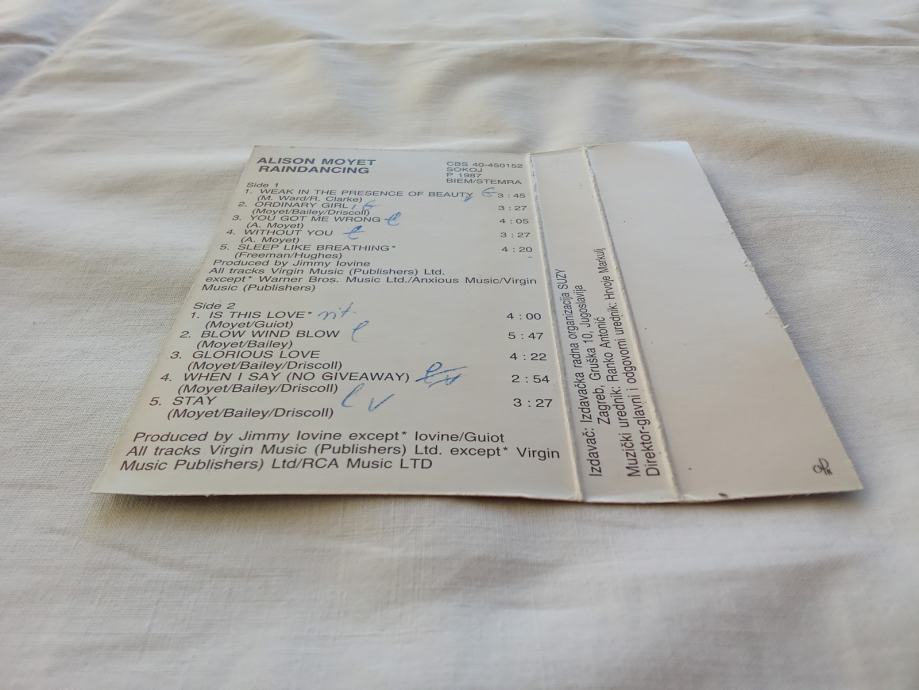 ALISON MOYET
RAINDANCING
CBS 40-450152
SOKOJ
P 1987
BIEM/STEMRA
Side 1
1. WEAK IN THE PRESENCE OF BEAUTY 3:45
(M. Ward/R. Clarke)
2. ORDINARY GIRL 3:27
(Moyet/Bailey/Driscoll)
3. YOU GOT ME WRONG 4:05
(A. Moyet)
4. WITHOUT YOU 3:27
(A. Moyet)
5. SLEEP LIKE BREATHING* 4:20
(Freeman/Hughes)
Produced by Jimmy Iovine
All tracks Virgin Music (Publishers) Ltd.
except* Warner Bros. Music Ltd./Anxious Music/Virgin
Music (Publishers)
Side 2
1. IS THIS LOVE* 4:00
(Moyet/Guiot)
2. BLOW WIND BLOW 5:47
(Moyet/Bailey)
3. GLORIOUS LOVE 4:22
(Moyet/Bailey/Driscoll)
4. WHEN I SAY (NO GIVEAWAY) 2:54
(Moyet/Bailey/Driscoll)
5. STAY 3:27
(Moyet/Bailey/Driscoll)
Produced by Jimmy Iovine except* Iovine/Guiot
All tracks Virgin Music (Publishers) Ltd. except* Virgin
Music Publishers) Ltd/RCA Music LTD
Izdavač: Izdavačka radna organizacija SUZY
Zagreb, Gruška 10, Jugoslavija
Muzički urednik: Ranko Antonić
Direktor-glavni i odgovorni urednik: Hrvoje Markulj